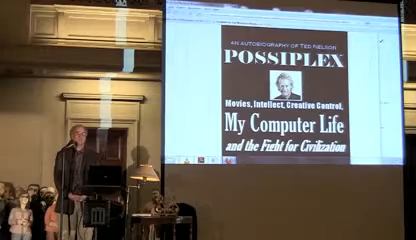 AN AUTOBIOGRAPHY OF TED NELSON
POSSIPLEX
Movies, Intellect, Creative Control,
My Computer Life
and the Fight for Civilization